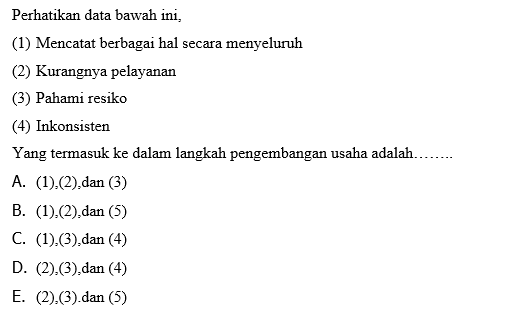 Perhatikan data bawah ini,
(1) Mencatat berbagai hal secara menyeluruh
(2) Kurangnya pelayanan
(3) Pahami resiko
(4) Inkonsisten
Yang termasuk ke dalam langkah pengembangan usaha adalah……..
A. (1),(2),dan (3)
B. (1),(2),dan (5)
C. (1),(3),dan (4)
D. (2),(3),dan (4)
E. (2),(3).dan (5)